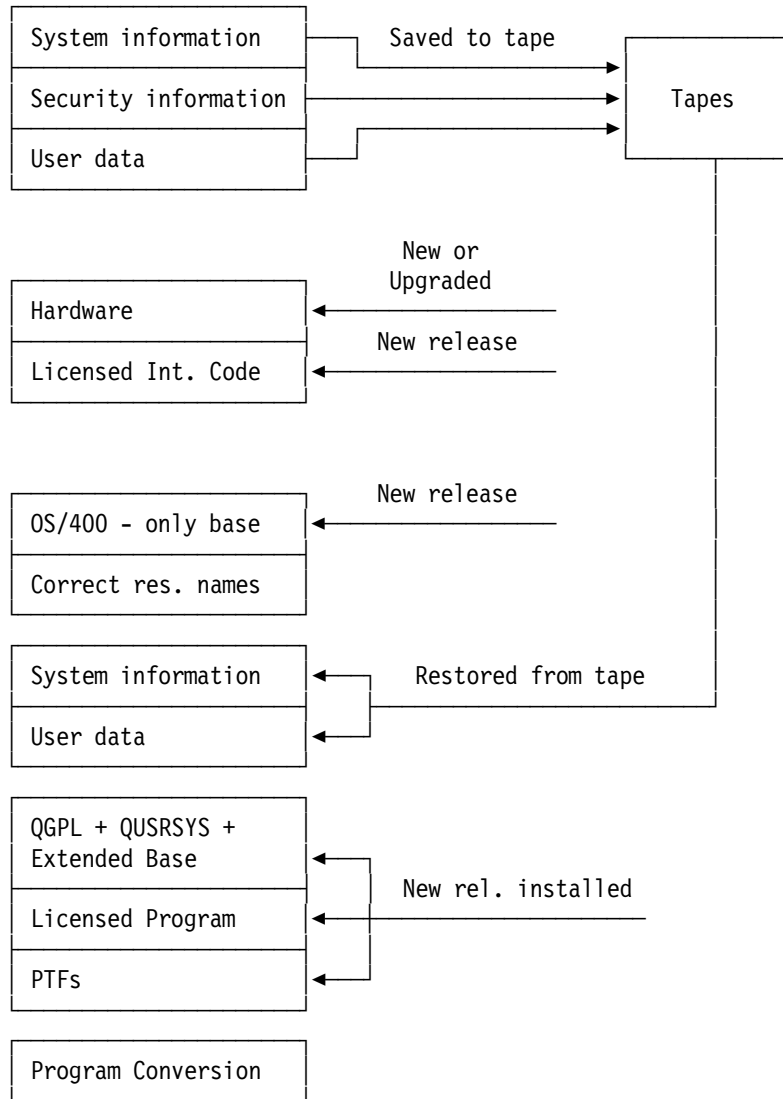 System information
Saved to tape
Security information
Tapes
User data
New or
Upgraded
Hardware
New release
Licensed Int. Code
New release
OS/400 - only base
Correct res. names
System information
Restored from tape
User data
QGPL + QUSRSYS +
Extended Base
New rel. installed
Licensed Program
PTFs
Program Conversion